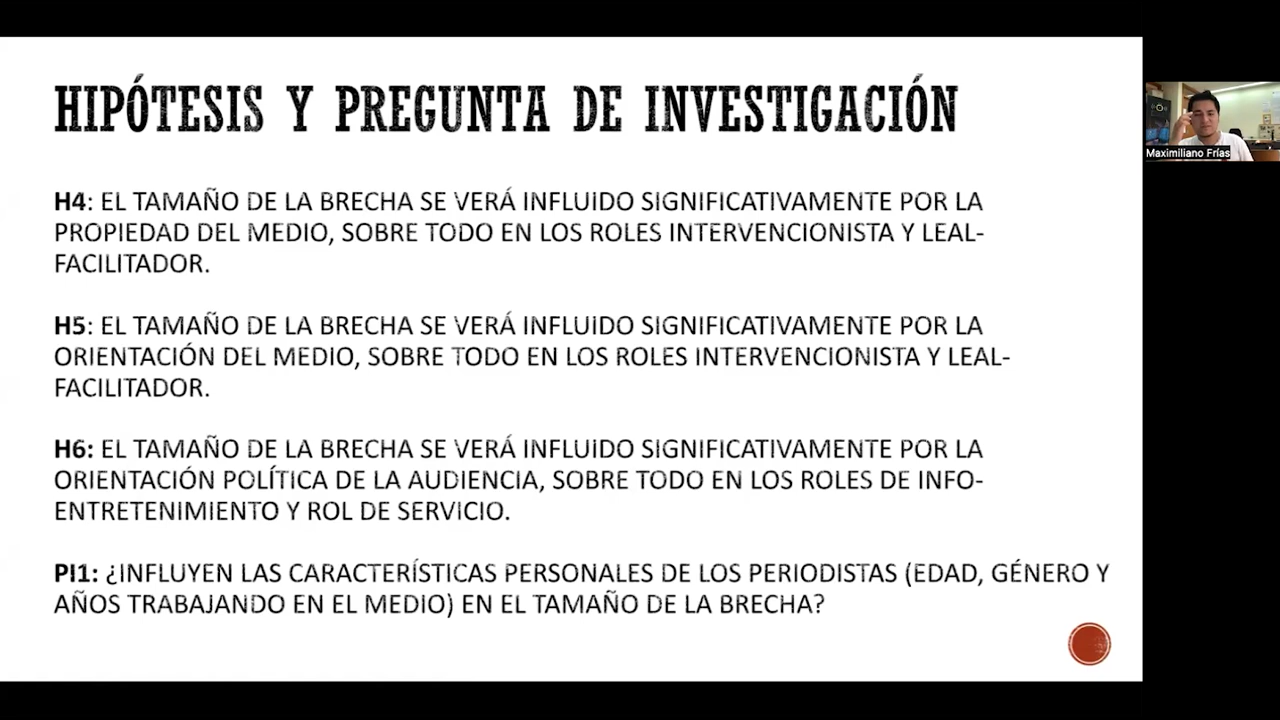 HIPÓTESIS Y PREGUNTA DE INVESTIGACIÓN
H4: EL TAMAÑO DE LA BRECHA SE VERÁ INFLUIDO SIGNIFICATIVAMENTE POR LA
PROPIEDAD DEL MEDIO, SOBRE TODO EN LOS ROLES INTERVENCIONISTA Y LEAL-
FACILITADOR.
H5: EL TAMAÑO DE LA BRECHA SE VERÁ INFLUIDO SIGNIFICATIVAMENTE POR LA
ORIENTACIÓN DEL MEDIO, SOBRE TODO EN LOS ROLES INTERVENCIONISTA Y LEAL-
FACILITADOR.
H6: EL TAMAÑO DE LA BRECHA SE VERÁ INFLUIDO SIGNIFICATIVAMENTE POR LA
ORIENTACIÓN POLÍTICA DE LA AUDIENCIA, SOBRE TODO EN LOS ROLES DE INFO-
ENTRETENIMIENTO Y ROL DE SERVICIO.
PI1: ¿INFLUYEN LAS CARACTERÍSTICAS PERSONALES DE LOS PERIODISTAS (EDAD, GÉNERO Y
AÑOS TRABAJANDO EN EL MEDIO) EN EL TAMAÑO DE LA BRECHA?
Maximiliano Frías